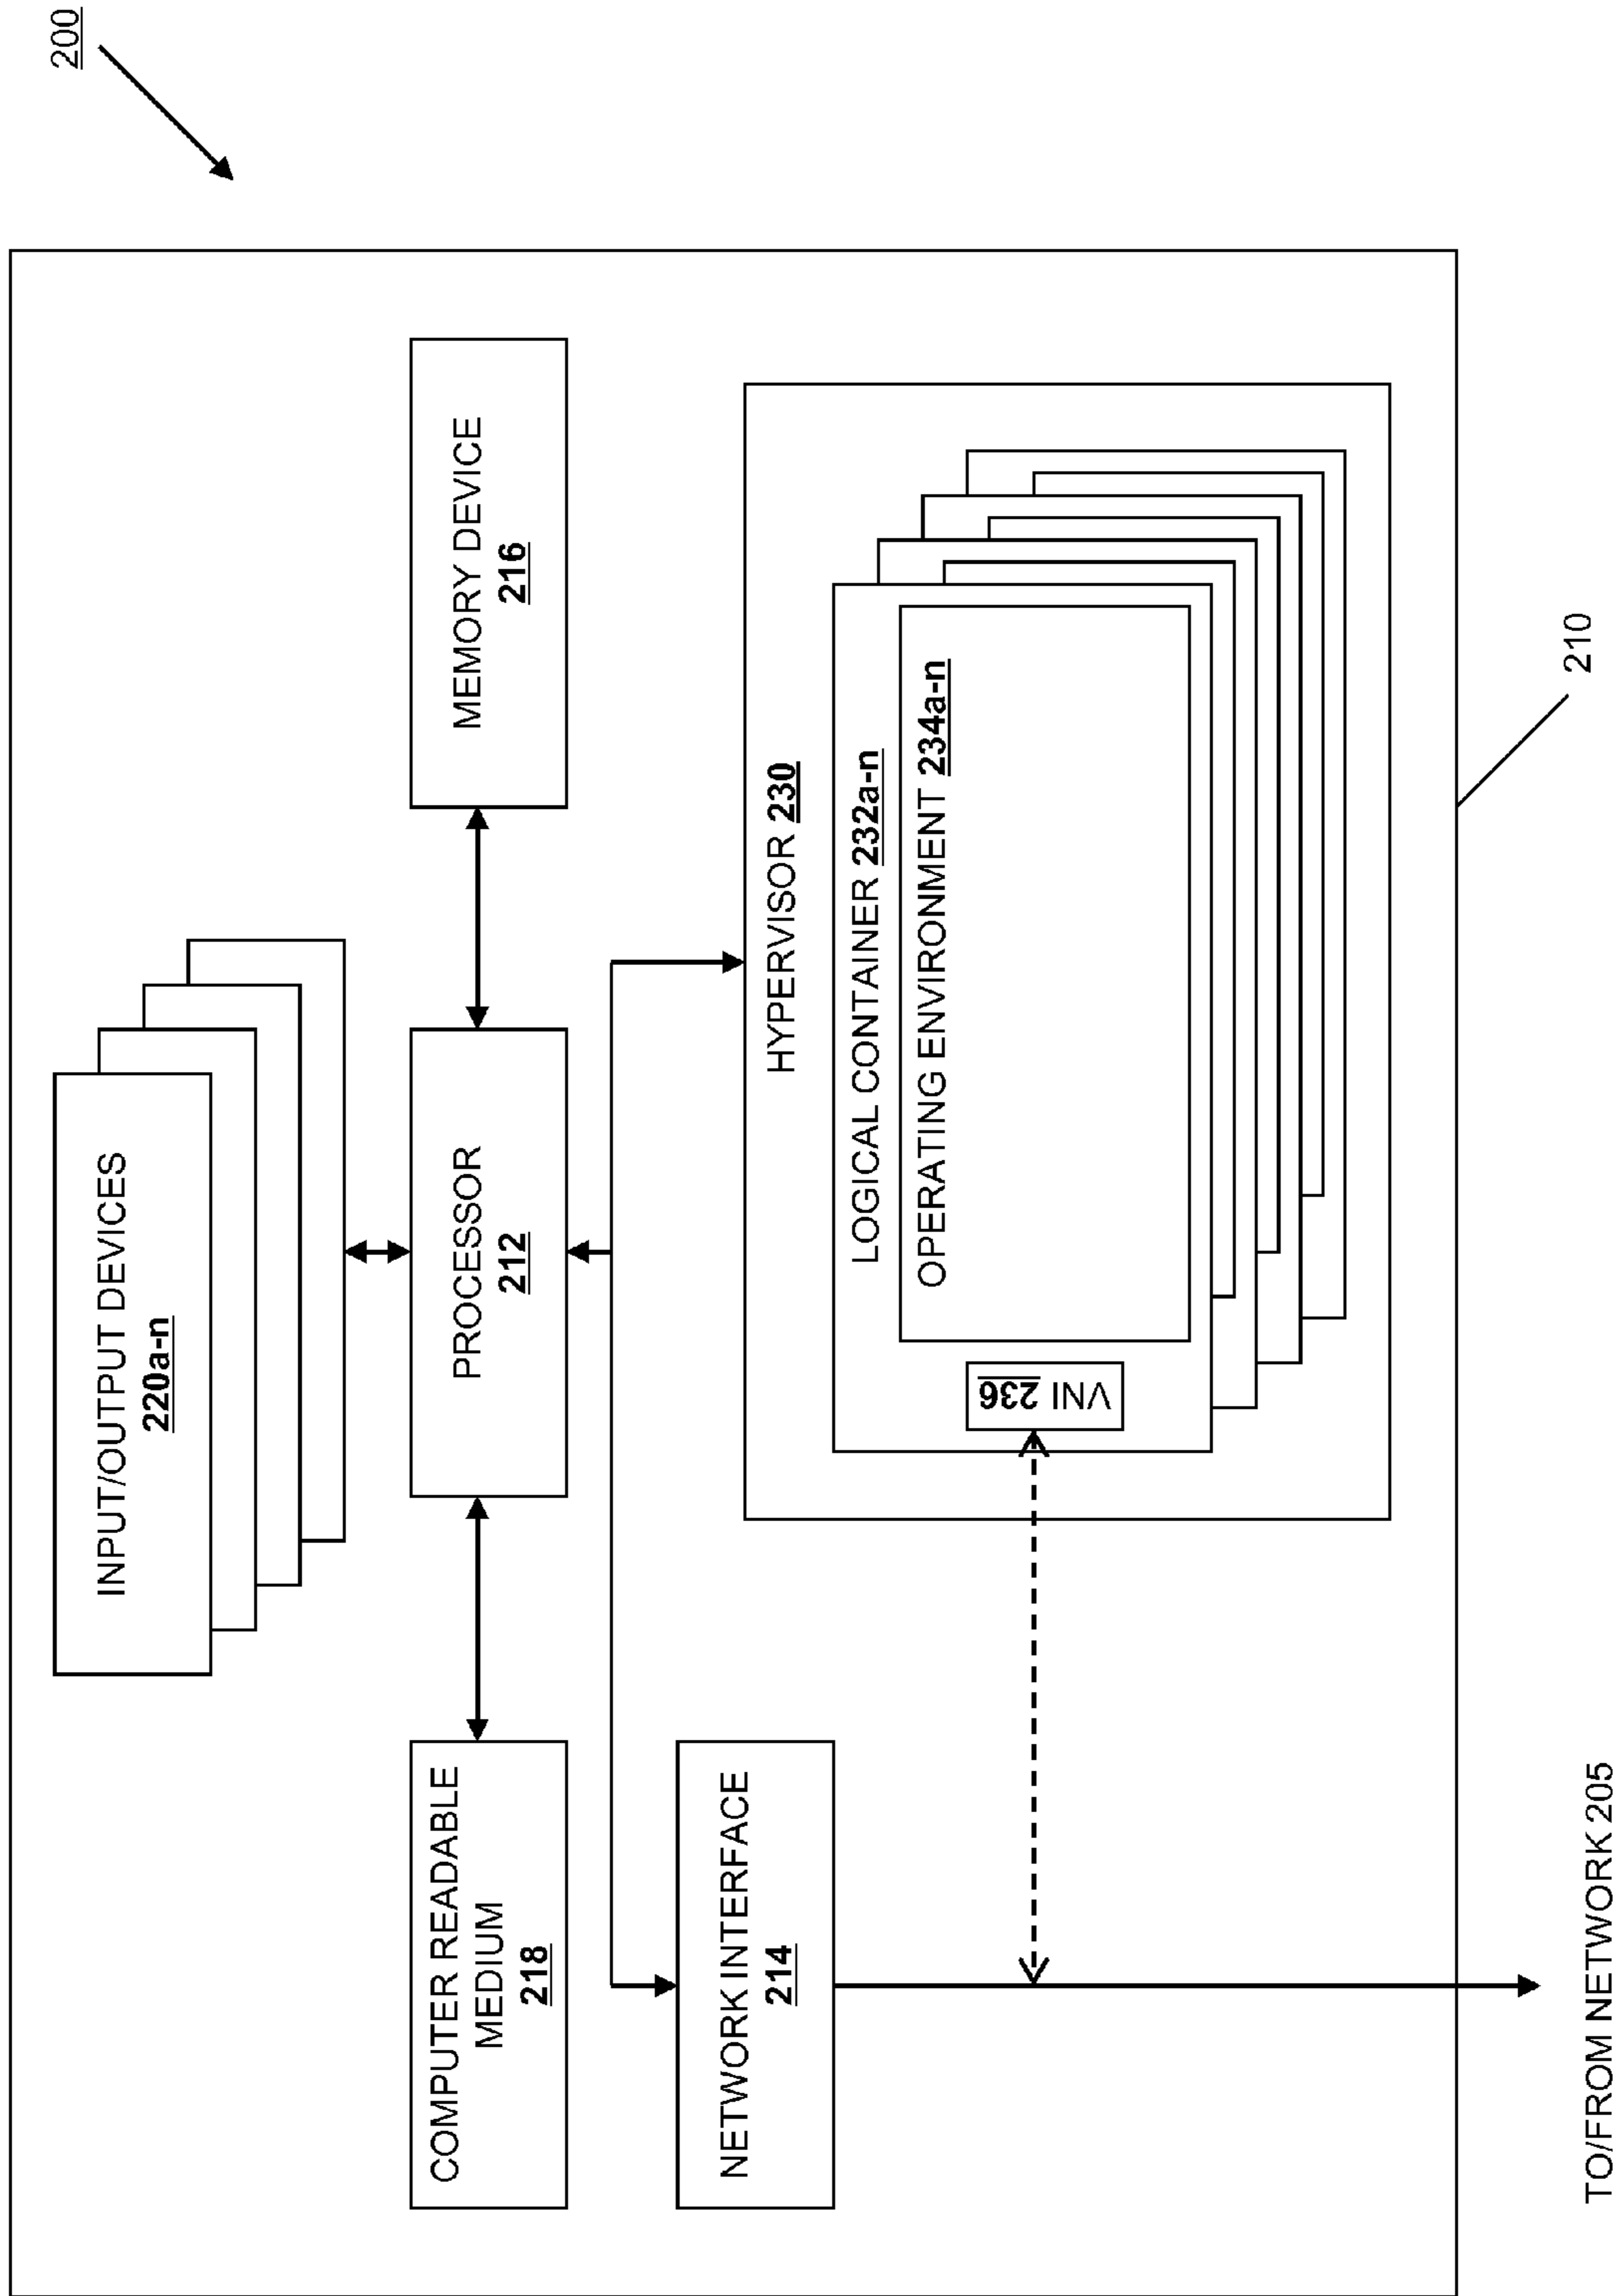 200
INPUT/OUTPUT DEVICES
220a-n
COMPUTER READABLE
MEDIUM
218
PROCESSOR
212
MEMORY DEVICE
216
NETWORK INTERFACE
214
HYPERVISOR 230
LOGICAL CONTAINER 232a-n
OPERATING ENVIRONMENT 234a-n
VNI 236
210
TO/FROM NETWORK 205